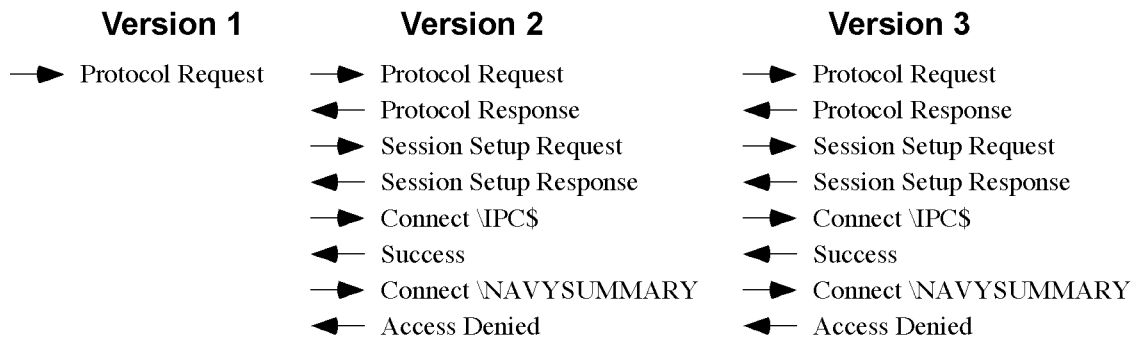 Version 1
Protocol Request
Version 2
Protocol Request
Protocol Response
Session Setup Request
Session Setup Response
Connect \IPC$
Success
Connect \NAVYSUMMARY
Access Denied
Version 3
Protocol Request
Protocol Response
Session Setup Request
Session Setup Response
Connect \IPC$
Success
Connect \NAVYSUMMARY
Access Denied